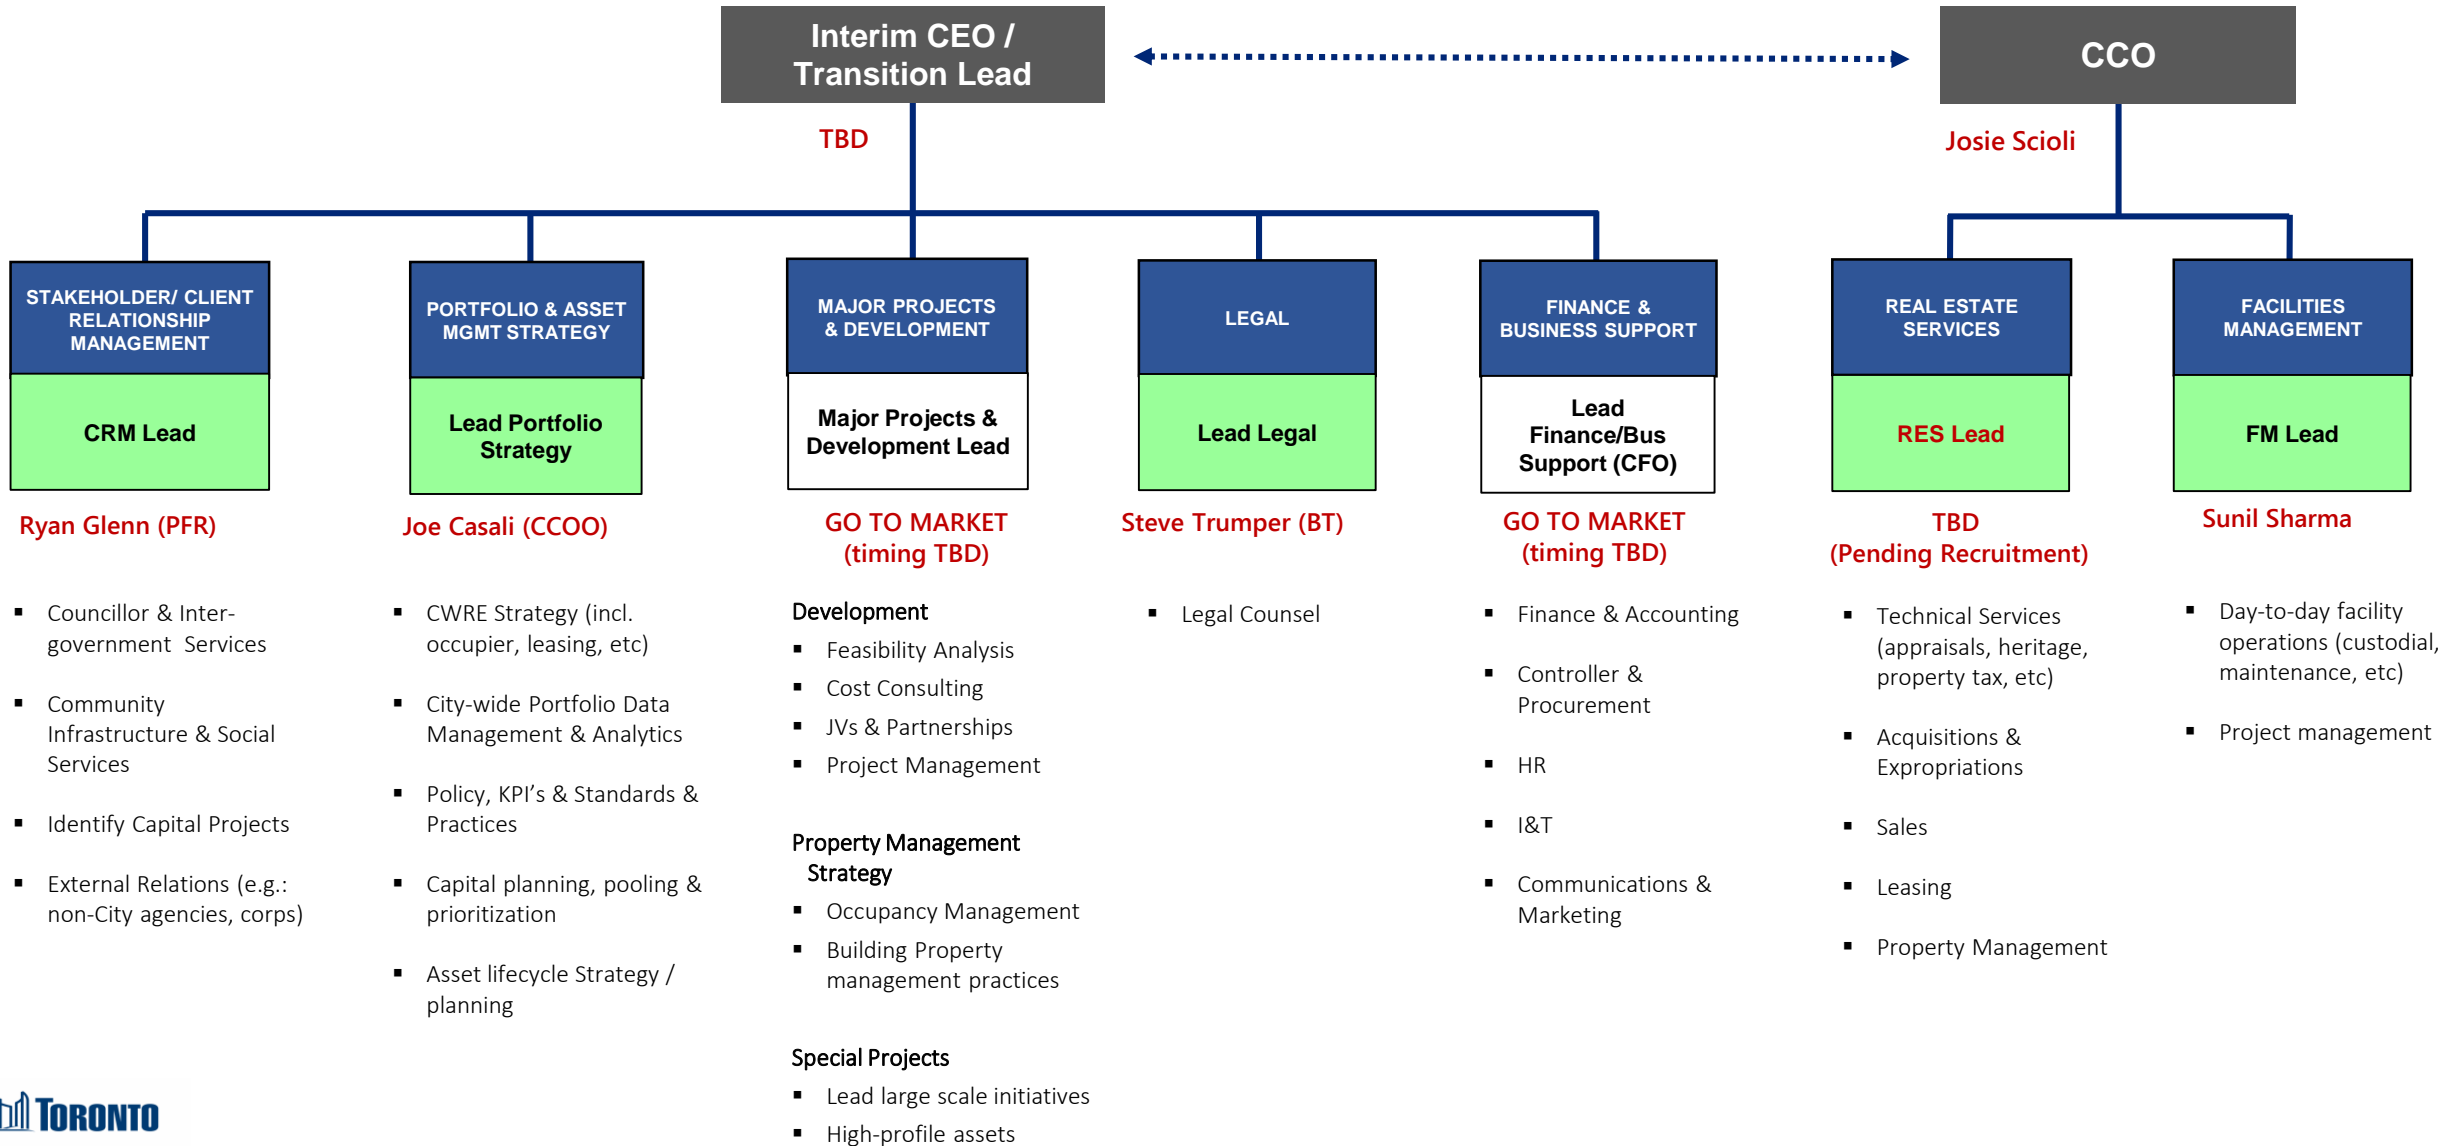 Interim CEO /
Transition Lead
CCO
TBD
Josie Scioli
STAKEHOLDER/ CLIENT
RELATIONSHIP
MANAGEMENT
CRM Lead
Ryan Glenn (PFR)
▪ Councillor & Inter-
government Services
▪ Community
Infrastructure & Social
Services
▪ Identify Capital Projects
▪ External Relations (e.g.:
non-City agencies, corps)
PORTFOLIO & ASSET
MGMT STRATEGY
Lead Portfolio
Strategy
Joe Casali (CCOO)
▪ CWRE Strategy (incl.
occupier, leasing, etc)
▪ City-wide Portfolio Data
Management & Analytics
▪ Policy, KPI’s & Standards &
Practices
▪ Capital planning, pooling &
prioritization
▪ Asset lifecycle Strategy /
planning
MAJOR PROJECTS
& DEVELOPMENT
Major Projects &
Development Lead
GO TO MARKET
(timing TBD)
Development
▪ Feasibility Analysis
▪ Cost Consulting
▪ JVs & Partnerships
▪ Project Management
Property Management
Strategy
▪ Occupancy Management
▪ Building Property
management practices
Special Projects
▪ Lead large scale initiatives
▪ High-profile assets
LEGAL
Lead Legal
Steve Trumper (BT)
▪ Legal Counsel
FINANCE &
BUSINESS SUPPORT
Lead
Finance/Bus
Support (CFO)
GO TO MARKET
(timing TBD)
▪ Finance & Accounting
▪ Controller &
Procurement
▪ HR
▪ I&T
▪ Communications &
Marketing
REAL ESTATE
SERVICES
RES Lead
TBD
(Pending Recruitment)
▪ Technical Services
(appraisals, heritage,
property tax, etc)
▪ Acquisitions &
Expropriations
▪ Sales
▪ Leasing
▪ Property Management
FACILITIES
MANAGEMENT
FM Lead
Sunil Sharma
▪ Day-to-day facility
operations (custodial,
maintenance, etc)
▪ Project management
TORONTO